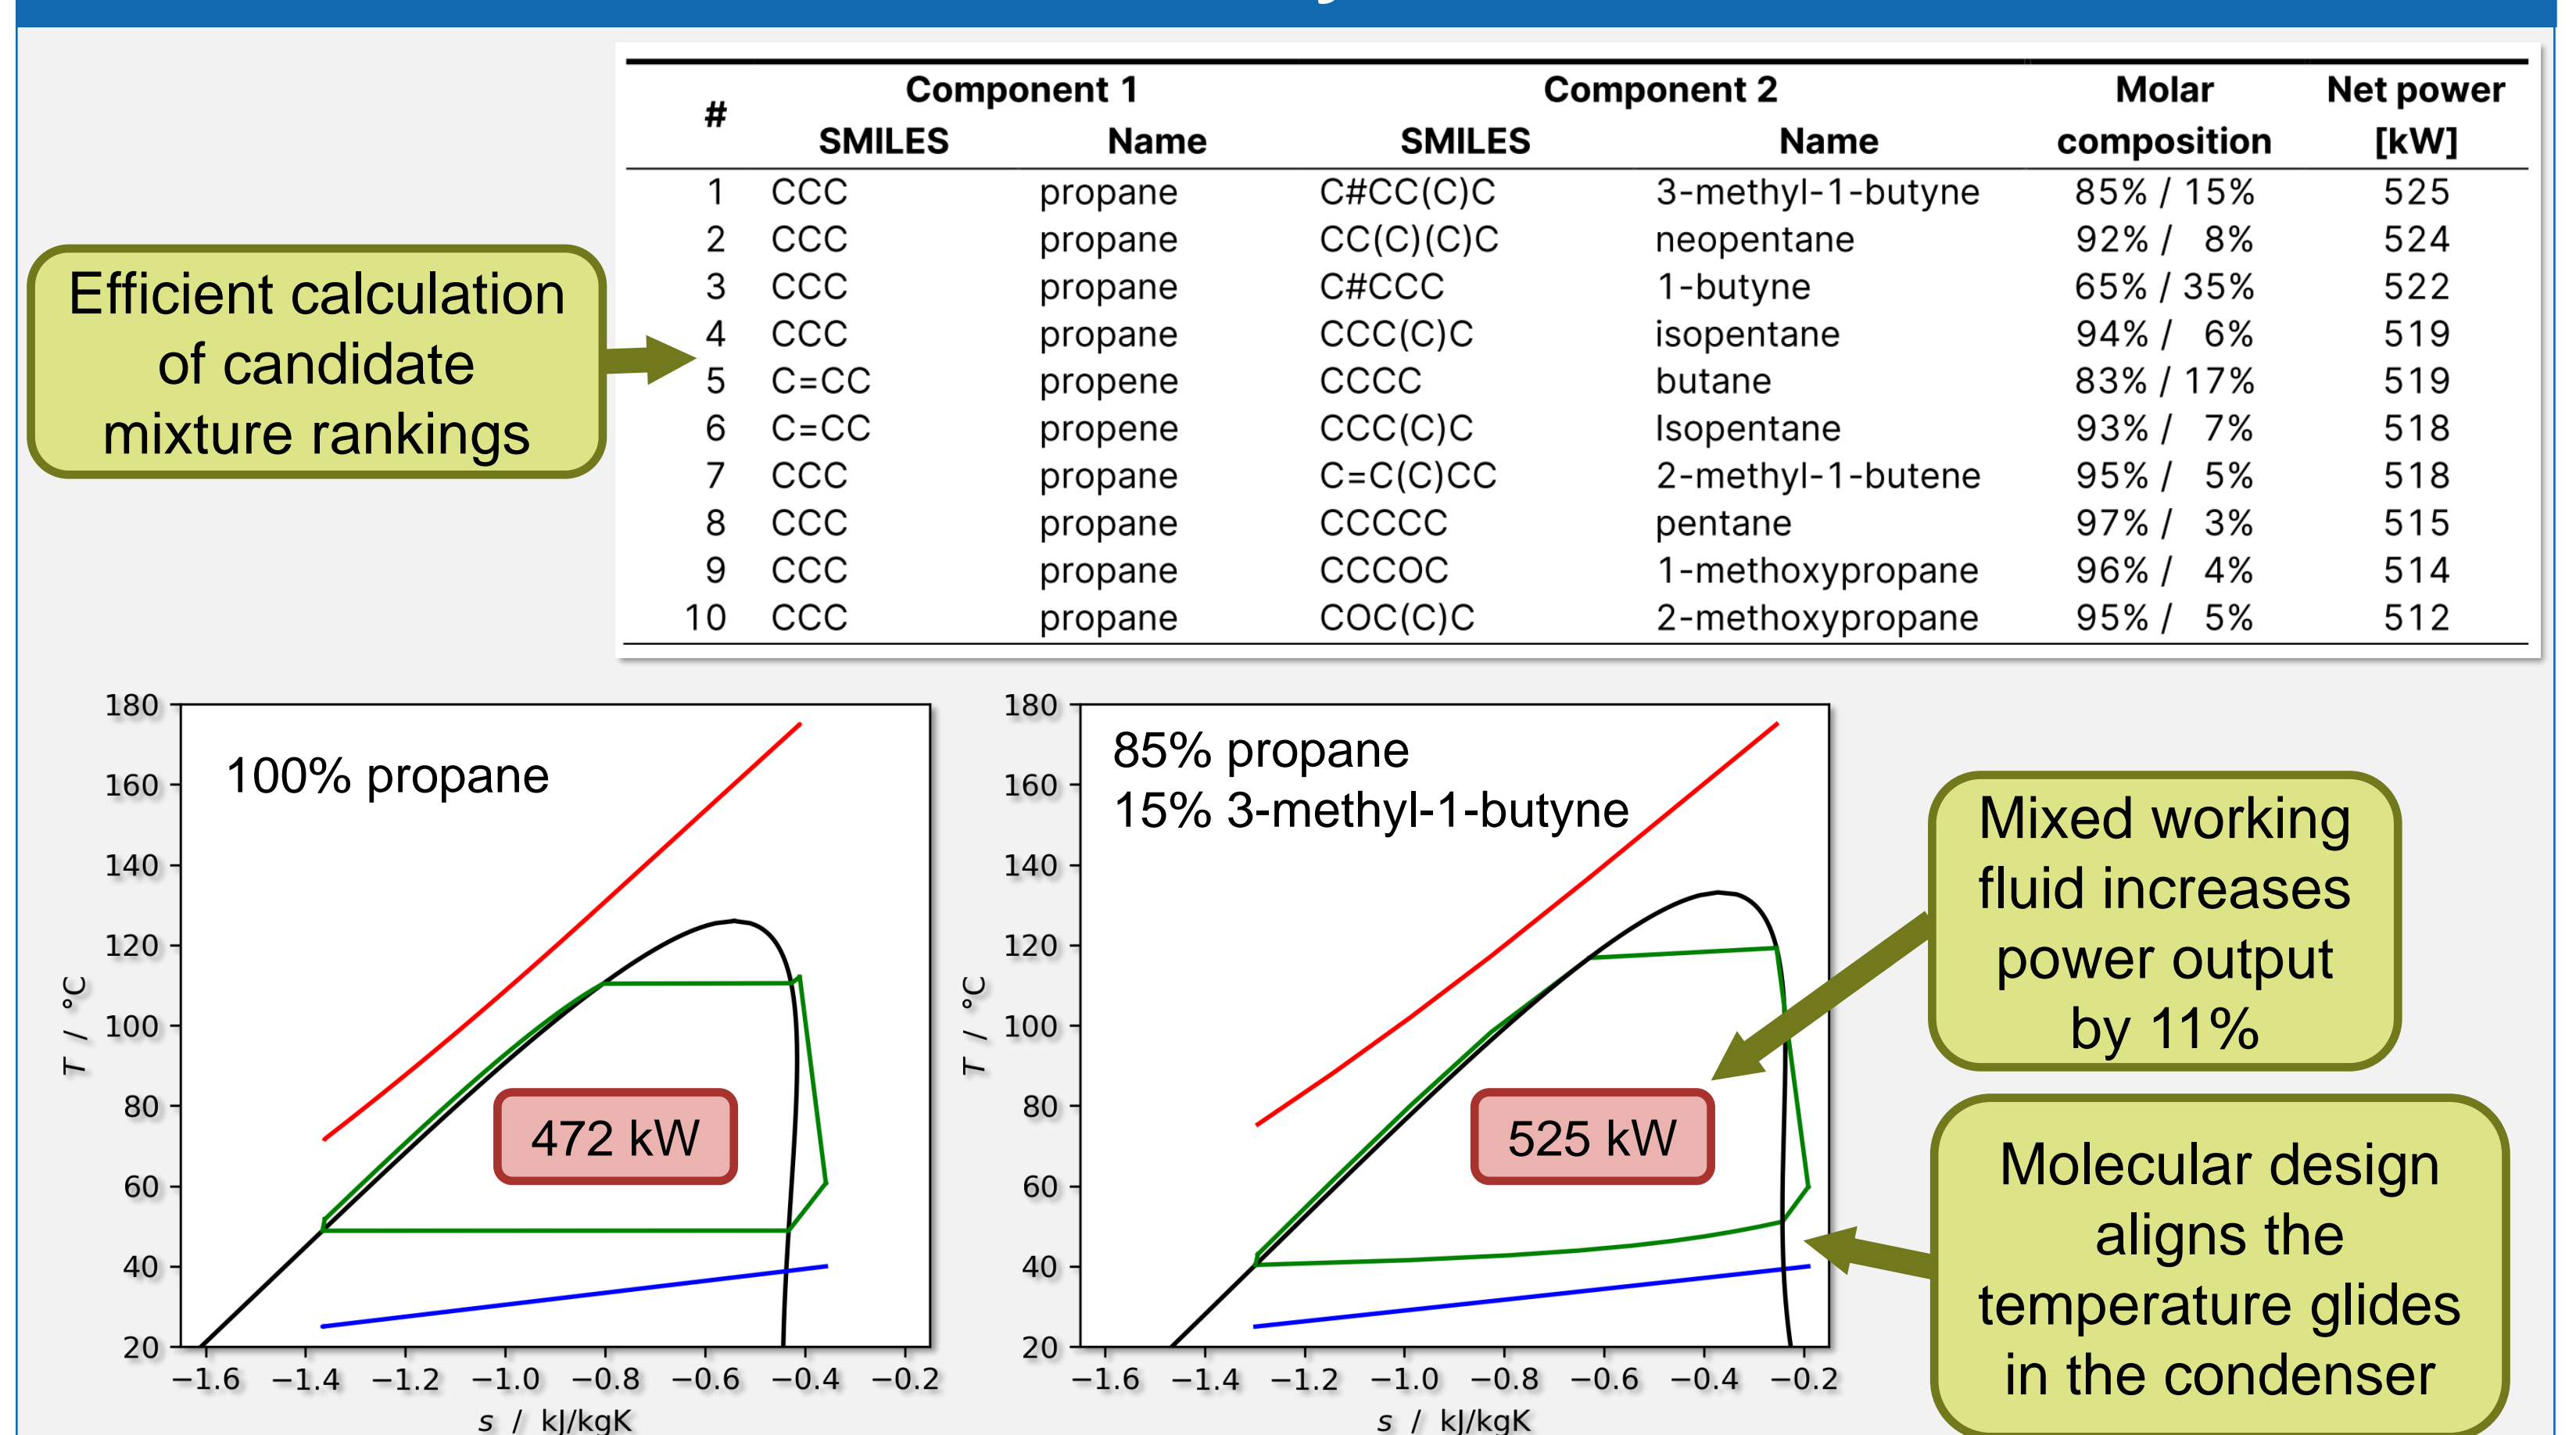 Component 1 Component 2 Molar Net power
#
SMILES Name SMILES Name composition [kW]
1 CCC propane C#CC(C)C 3-methyl-1-butyne 85% / 15% 525
2 CCC propane CC(C)(C)C neopentane 92% / 8% 524
3 CCC propane C#CCC 1-butyne 65% / 35% 522
4 CCC propane CCC(C)C isopentane 94% / 6% 519
5 C=CC propene CCCC butane 83% / 17% 519
6 C=CC propene CCC(C)C Isopentane 93% / 7% 518
7 CCC propane C=C(C)CC 2-methyl-1-butene 95% / 5% 518
8 CCC propane CCCCC pentane 97% / 3% 515
9 CCC propane CCCOC 1-methoxypropane 96% / 4% 514
10 CCC propane COC(C)C 2-methoxypropane 95% / 5% 512
Efficient calculation
of candidate
mixture rankings
180
160
140
120
100
80
60
40
20
T / °C
100% propane
472 kW
−1.6 −1.4 −1.2 −1.0 −0.8 −0.6 −0.4 −0.2
s / kJ/kgK
180
160
140
120
100
80
60
40
20
T / °C
85% propane
15% 3-methyl-1-butyne
525 kW
−1.6 −1.4 −1.2 −1.0 −0.8 −0.6 −0.4 −0.2
s / kJ/kgK
Mixed working
fluid increases
power output
by 11%
Molecular design
aligns the
temperature glides
in the condenser